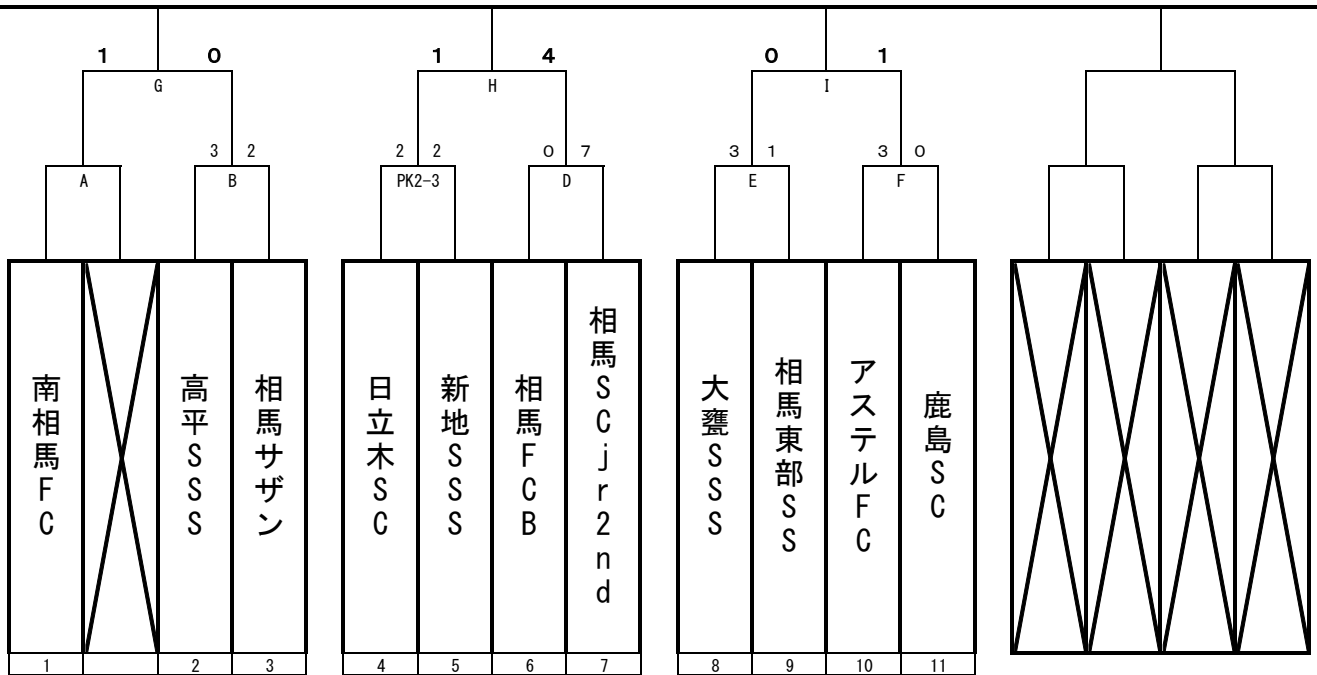 1 0
1 4
0 1
G
H
I
3 2
2 2
0 7
3 1
3 0
A
B
PK2-3
D
E
F
南相馬FC
高平SSS
相馬サザン
日立木SC
新地SSS
相馬FCB
相馬SCjr2nd
大甕SSS
相馬東部SS
アステルFC
鹿島SC
1
2
3
4
5
6
7
8
9
10
11